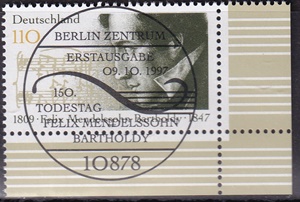 Deutschland
110
BERLIN ZENTRUM
ERSTAUSGABE
09.10.1997
150.
TODESTAG
FELIX MENDELSSOHN
1809 · Felix Mendelssohn Bartholdy · 1847
BARTHOLDY
10878